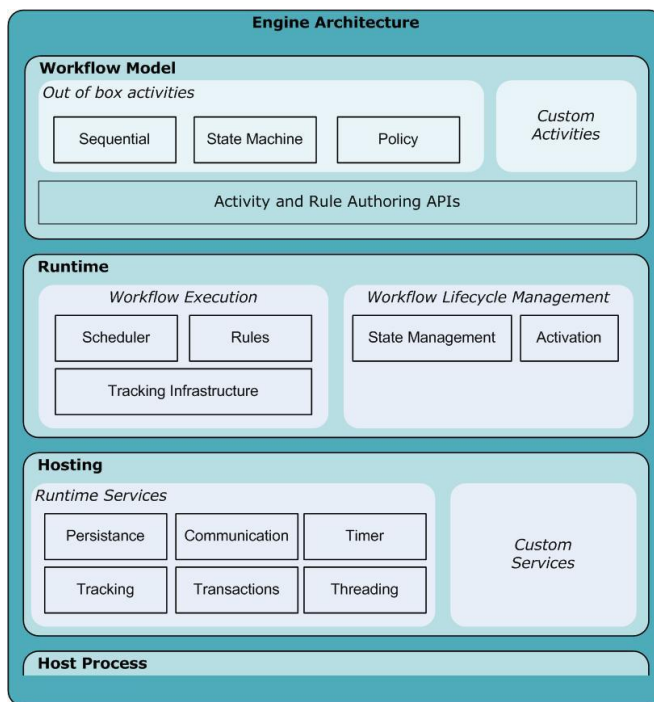 Engine Architecture
Workflow Model
Out of box activities
Sequential
State Machine
Policy
Custom
Activities
Activity and Rule Authoring APIs
Runtime
Workflow Execution
Scheduler
Rules
Tracking Infrastructure
Workflow Lifecycle Management
State Management
Activation
Hosting
Runtime Services
Persistance
Communication
Timer
Tracking
Transactions
Threading
Custom
Services
Host Process